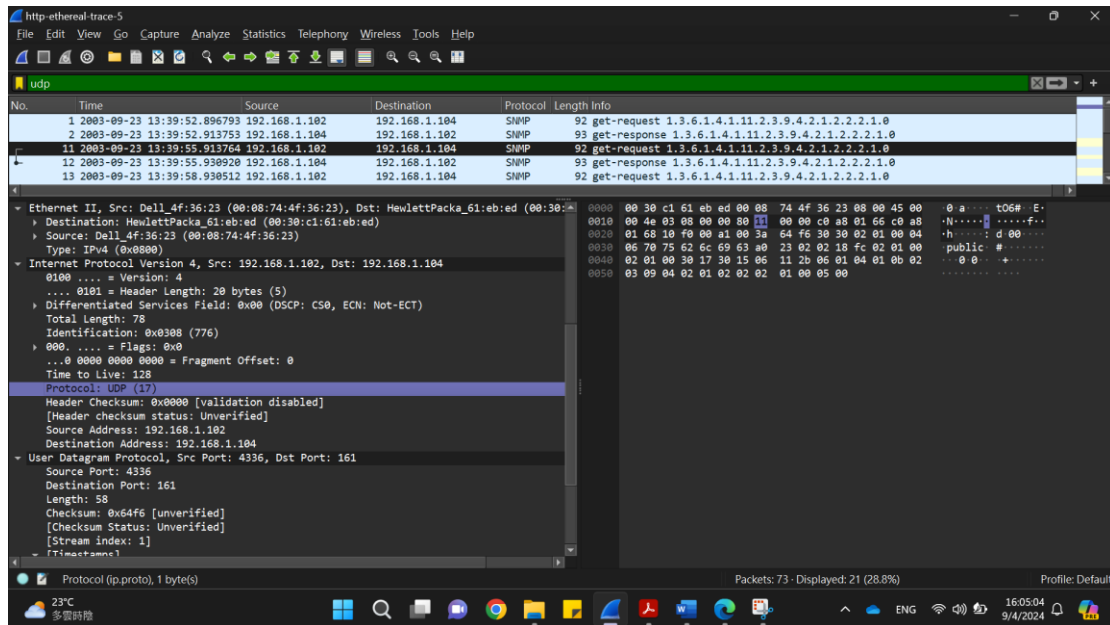 http-ethereal-trace-5
File Edit View Go Capture Analyze Statistics Telephony Wireless Tools Help
udp
No. Time Source Destination Protocol Length Info
1 2003-09-23 13:39:52.896793 192.168.1.102 192.168.1.104 SNMP 92 get-request 1.3.6.1.4.1.11.2.3.9.4.2.1.2.2.2.1.0
2 2003-09-23 13:39:52.913753 192.168.1.104 192.168.1.102 SNMP 93 get-response 1.3.6.1.4.1.11.2.3.9.4.2.1.2.2.2.1.0
11 2003-09-23 13:39:55.913764 192.168.1.102 192.168.1.104 SNMP 92 get-request 1.3.6.1.4.1.11.2.3.9.4.2.1.2.2.2.1.0
12 2003-09-23 13:39:55.930920 192.168.1.104 192.168.1.102 SNMP 93 get-response 1.3.6.1.4.1.11.2.3.9.4.2.1.2.2.2.1.0
13 2003-09-23 13:39:58.930512 192.168.1.102 192.168.1.104 SNMP 92 get-request 1.3.6.1.4.1.11.2.3.9.4.2.1.2.2.2.1.0
Ethernet II, Src: Dell_4f:36:23 (00:08:74:4f:36:23), Dst: HewlettPacka_61:eb:ed (00:30:
Destination: HewlettPacka_61:eb:ed (00:30:c1:61:eb:ed)
Source: Dell_4f:36:23 (00:08:74:4f:36:23)
Type: IPv4 (0x0800)
Internet Protocol Version 4, Src: 192.168.1.102, Dst: 192.168.1.104
0100 .... = Version: 4
.... 0101 = Header Length: 20 bytes (5)
Differentiated Services Field: 0x00 (DSCP: CS0, ECN: Not-ECT)
Total Length: 78
Identification: 0x0308 (776)
000. .... = Flags: 0x0
...0 0000 0000 0000 = Fragment Offset: 0
Time to Live: 128
Protocol: UDP (17)
Header Checksum: 0x0000 [validation disabled]
[Header checksum status: Unverified]
Source Address: 192.168.1.102
Destination Address: 192.168.1.104
User Datagram Protocol, Src Port: 4336, Dst Port: 161
Source Port: 4336
Destination Port: 161
Length: 58
Checksum: 0x64f6 [unverified]
[Checksum Status: Unverified]
[Stream index: 1]
[Timestamps]
0000 00 30 c1 61 eb ed 00 08 74 4f 36 23 08 00 45 00 ·0·a···· tO6#··E·
0010 00 4e 03 08 00 00 80 11 00 00 c0 a8 01 66 c0 a8 ·N······ ·····f··
0020 01 68 10 f0 00 a1 00 3a 64 f6 30 30 02 01 00 04 ·h·····: d·00····
0030 06 70 75 62 6c 69 63 a0 23 02 02 18 fc 02 01 00 ·public· #·······
0040 02 01 00 30 17 30 15 06 11 2b 06 01 04 01 0b 02 ···0·0·· ·+······
0050 03 09 04 02 01 02 02 02 01 00 05 00 ········ ····
Protocol (ip.proto), 1 byte(s)
Packets: 73 · Displayed: 21 (28.8%)
Profile: Default
23°C
多雲時陰
ENG
16:05:04
9/4/2024